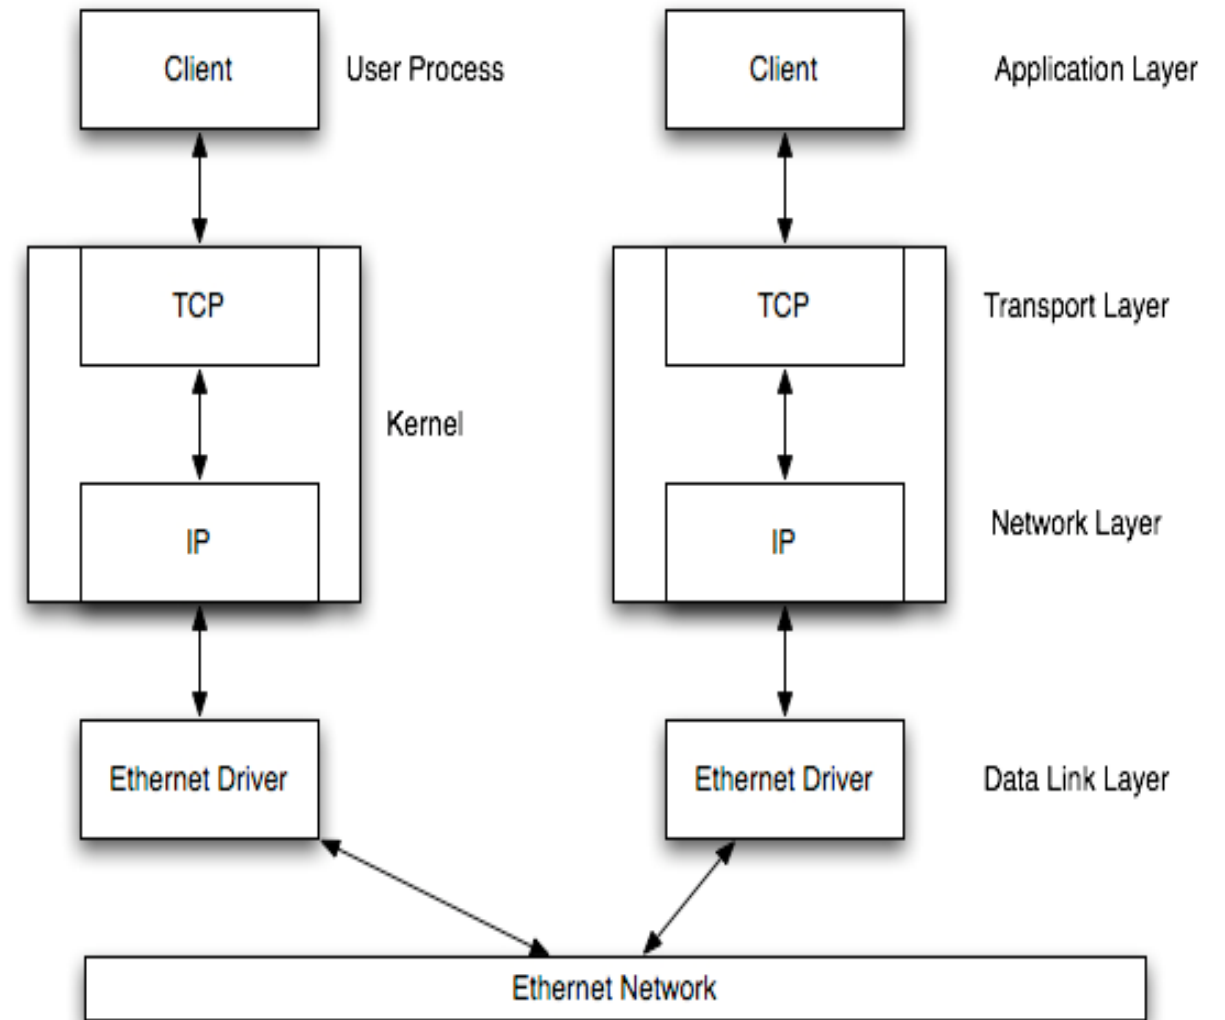 Client
User Process
Client
Application Layer
TCP
TCP
Transport Layer
Kernel
IP
IP
Network Layer
Ethernet Driver
Ethernet Driver
Data Link Layer
Ethernet Network